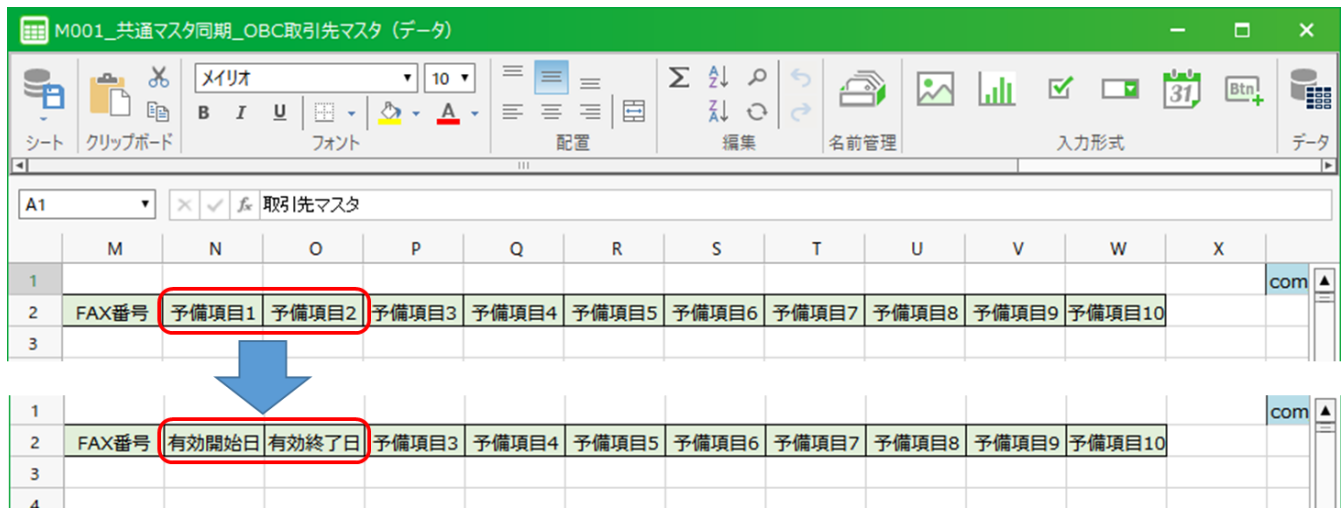 M001_共通マスタ同期_OBC取引先マスタ（データ）
メイリオ 10
B I U A Σ A Z Z A 31 Btn
シート クリップボード フォント 配置 編集 名前管理 入力形式 データ
A1 fx 取引先マスタ
M N O P Q R S T U V W X
1 com
2 FAX番号 予備項目1 予備項目2 予備項目3 予備項目4 予備項目5 予備項目6 予備項目7 予備項目8 予備項目9 予備項目10
3
1 com
2 FAX番号 有効開始日 有効終了日 予備項目3 予備項目4 予備項目5 予備項目6 予備項目7 予備項目8 予備項目9 予備項目10
3
4